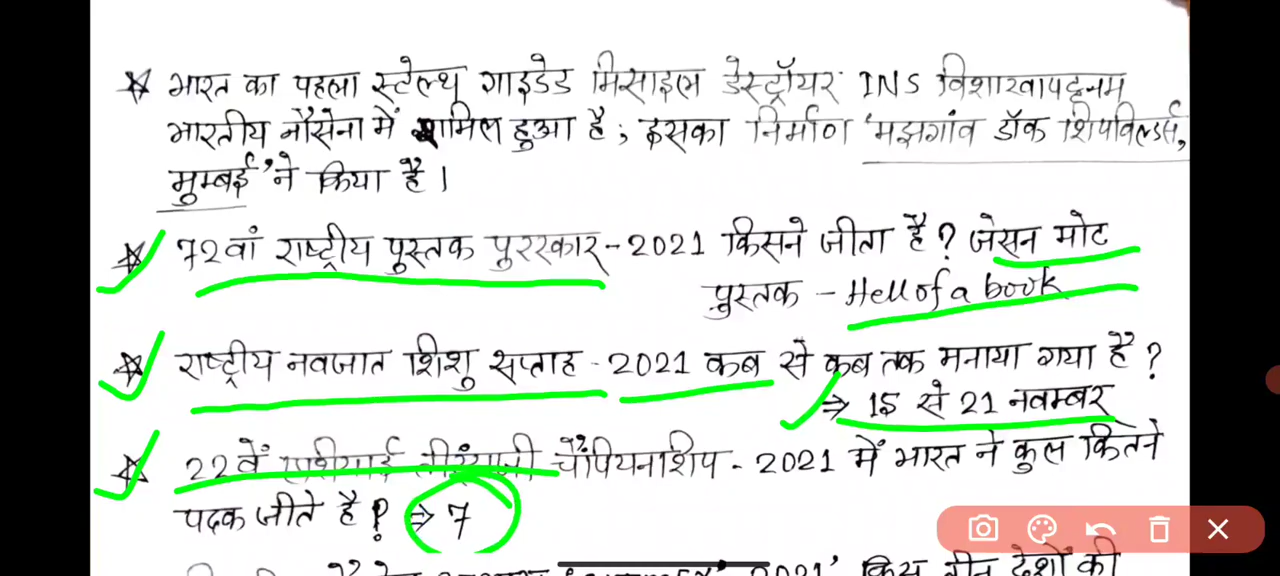 ☆ भारत का पहला स्टेल्थ गाइडेड मिसाइल डेस्ट्रॉयर INS विशाखापट्टनम
भारतीय नौसेना में शामिल हुआ है; इसका निर्माण 'मझगांव डॉक शिपविल्डर्स,
मुम्बई' ने किया है।
☆ 72वां राष्ट्रीय पुस्तक पुरस्कार - 2021 किसने जीता है? जेसन मोट
पुस्तक - Hell of a book
☆ राष्ट्रीय नवजात शिशु सप्ताह - 2021 कब से कब तक मनाया गया है?
⇒ 15 से 21 नवम्बर
☆ 22वें एशियाई तीरंदाजी चैंपियनशिप - 2021 में भारत ने कुल कितने
पदक जीते है? ⇒ 7
2021' किस तीन देशों की